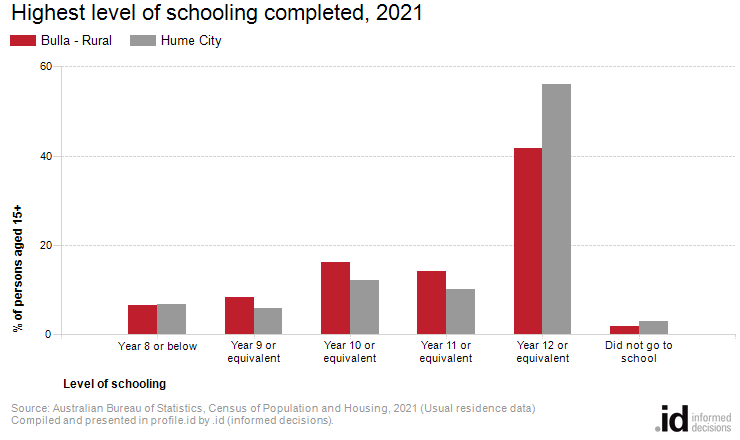 Highest level of schooling completed, 2021
Bulla - Rural
Hume City
60
40
20
0
% of persons aged 15+
Year 8 or below
Year 9 or
equivalent
Year 10 or
equivalent
Year 11 or
equivalent
Year 12 or
equivalent
Did not go to
school
Level of schooling
Source: Australian Bureau of Statistics, Census of Population and Housing, 2021 (Usual residence data)
Compiled and presented in profile.id by .id (informed decisions).
.id informed
decisions